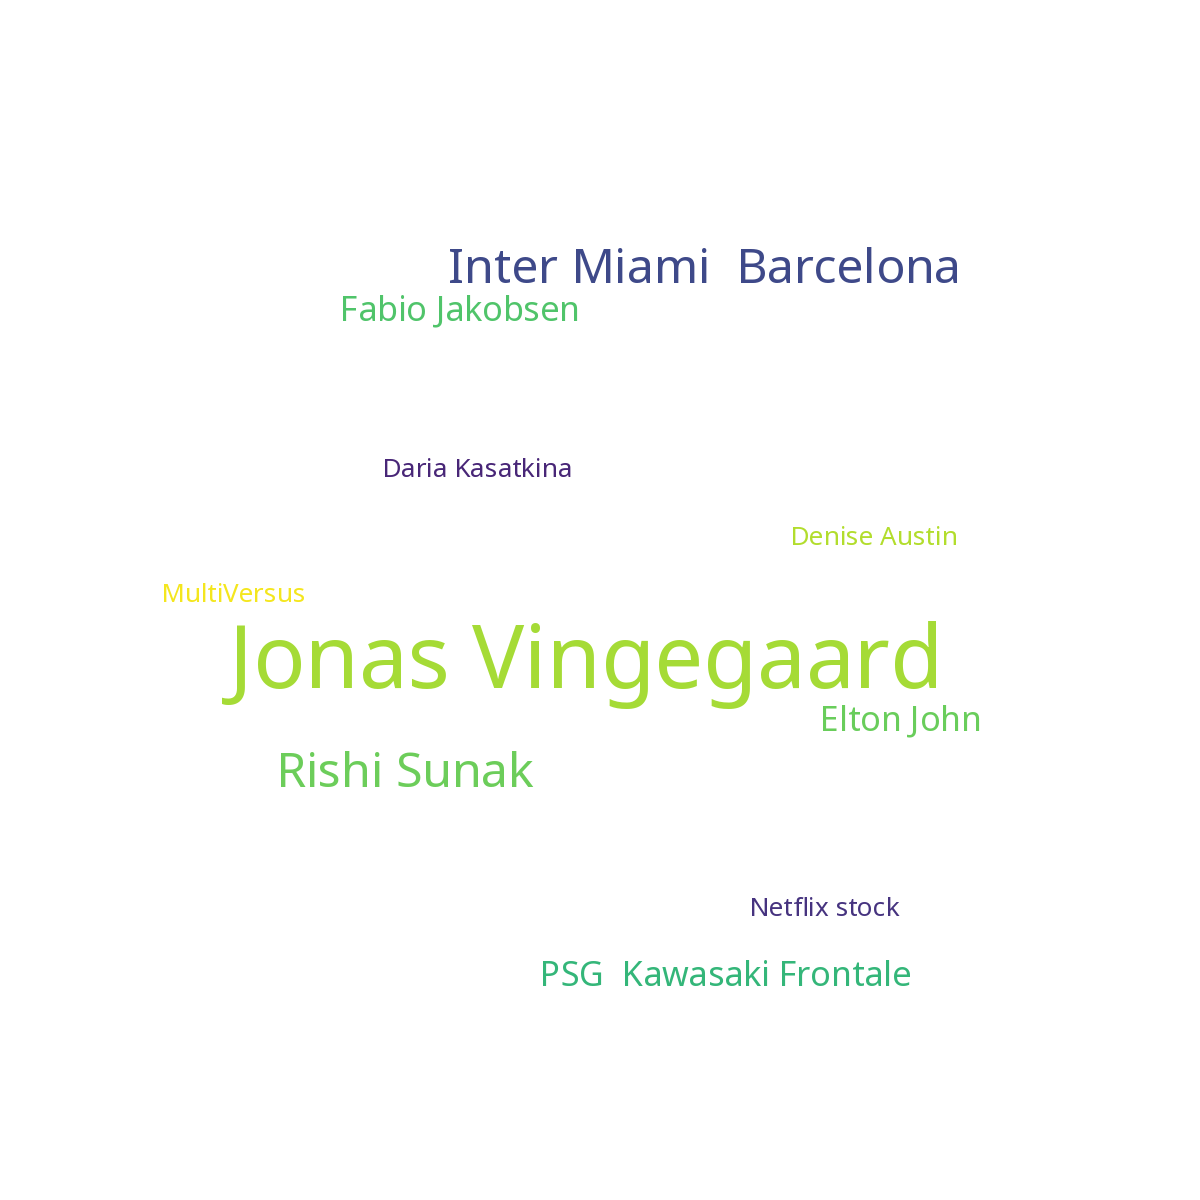 Inter Miami  Barcelona
Fabio Jakobsen
Daria Kasatkina
Denise Austin
MultiVersus
Jonas Vingegaard
Elton John
Rishi Sunak
Netflix stock
PSG  Kawasaki Frontale